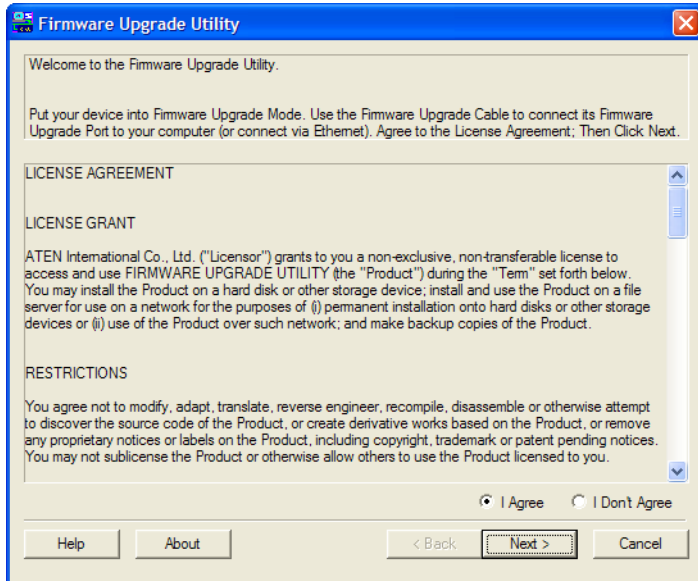 Firmware Upgrade Utility
Welcome to the Firmware Upgrade Utility.
Put your device into Firmware Upgrade Mode. Use the Firmware Upgrade Cable to connect its Firmware
Upgrade Port to your computer (or connect via Ethernet). Agree to the License Agreement; Then Click Next.
LICENSE AGREEMENT
LICENSE GRANT
ATEN International Co., Ltd. ("Licensor") grants to you a non-exclusive, non-transferable license to
access and use FIRMWARE UPGRADE UTILITY (the "Product") during the "Term" set forth below.
You may install the Product on a hard disk or other storage device; install and use the Product on a file
server for use on a network for the purposes of (i) permanent installation onto hard disks or other storage
devices or (ii) use of the Product over such network; and make backup copies of the Product.
RESTRICTIONS
You agree not to modify, adapt, translate, reverse engineer, recompile, disassemble or otherwise attempt
to discover the source code of the Product, or create derivative works based on the Product, or remove
any proprietary notices or labels on the Product, including copyright, trademark or patent pending notices.
You may not sublicense the Product or otherwise allow others to use the Product licensed to you.
I Agree I Don't Agree
Help About < Back Next > Cancel